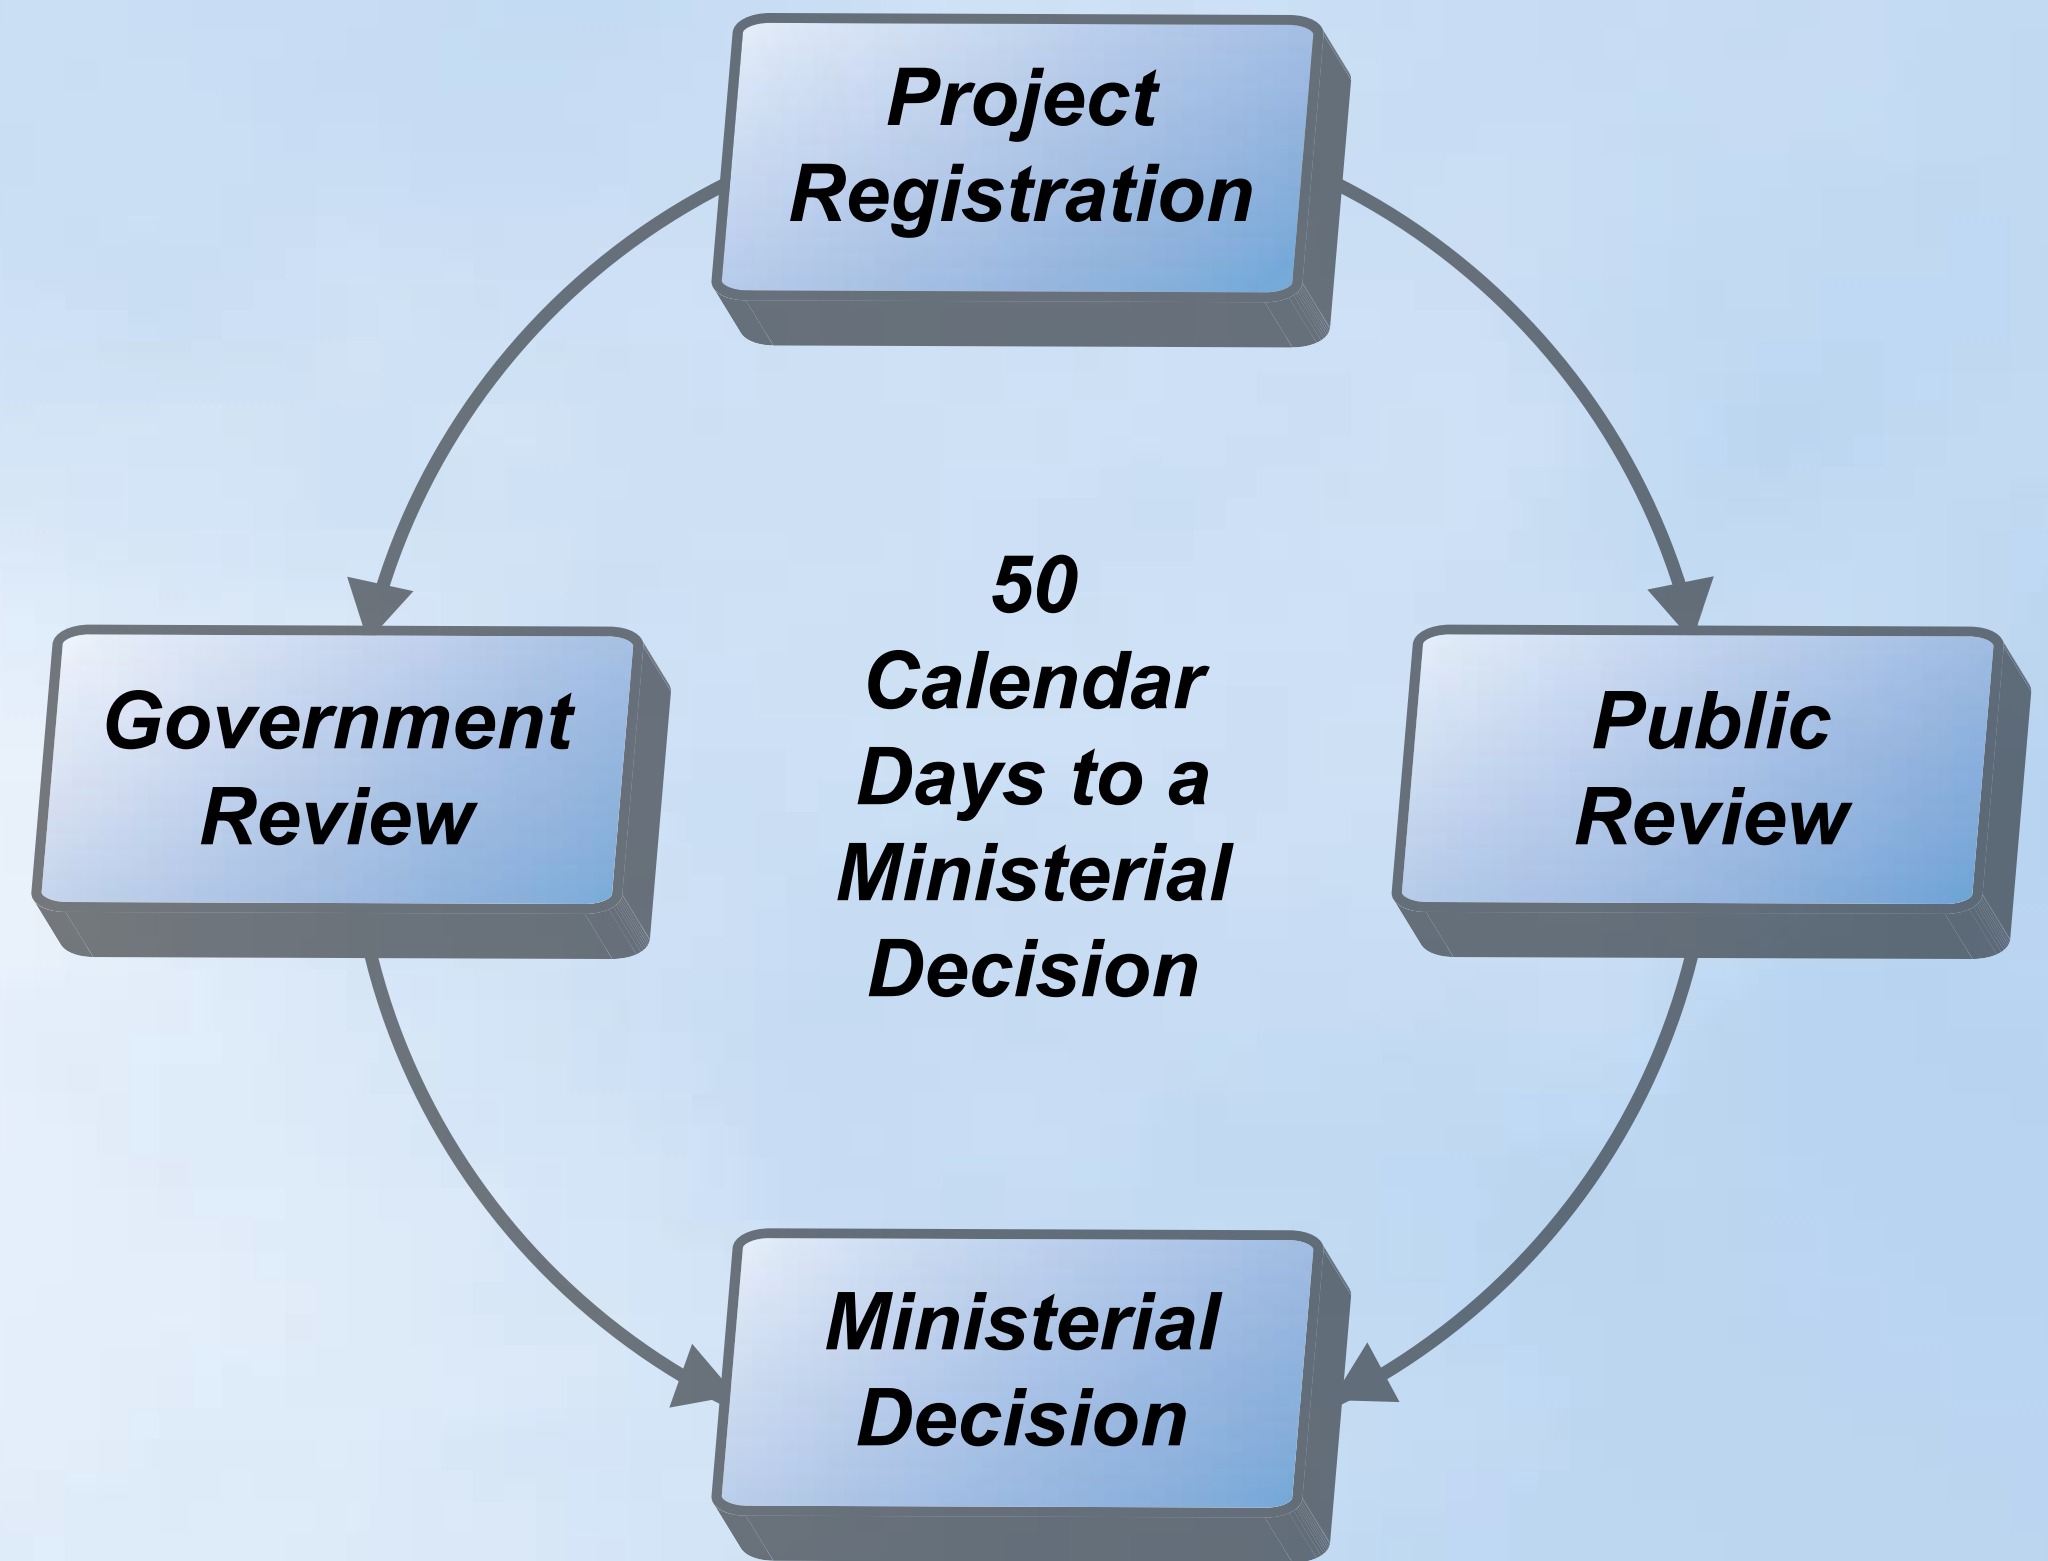 Project
Registration
Government
Review
50
Calendar
Days to a
Ministerial
Decision
Public
Review
Ministerial
Decision